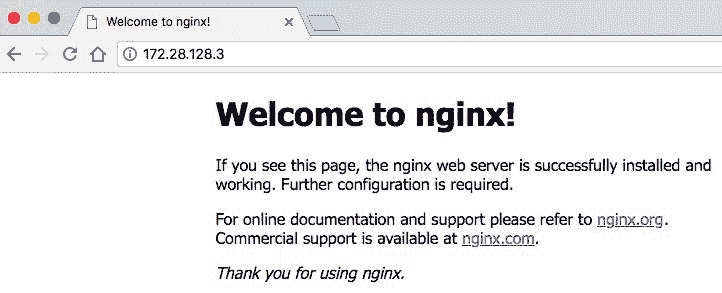 Welcome to nginx!
172.28.128.3
Welcome to nginx!
If you see this page, the nginx web server is successfully installed and
working. Further configuration is required.
For online documentation and support please refer to nginx.org.
Commercial support is available at nginx.com.
Thank you for using nginx.